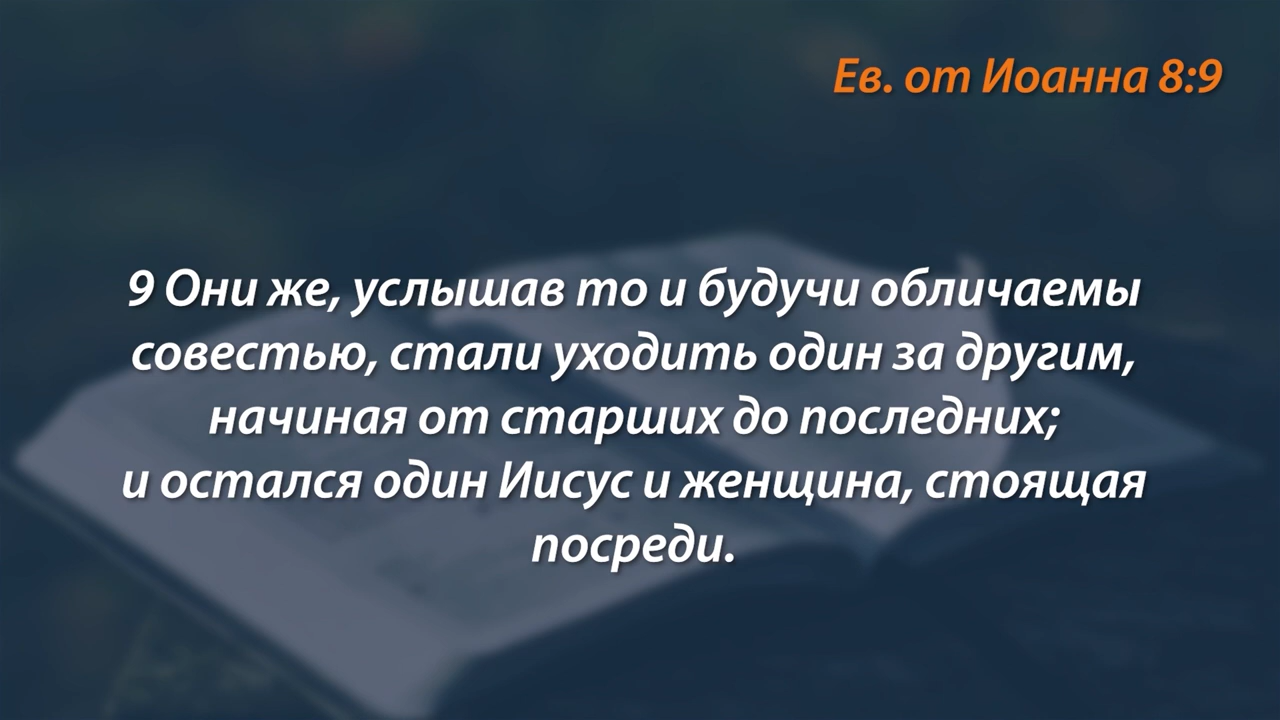 Ев. от Иоанна 8:9
9 Они же, услышав то и будучи обличаемы
совестью, стали уходить один за другим,
начиная от старших до последних;
и остался один Иисус и женщина, стоящая
посреди.